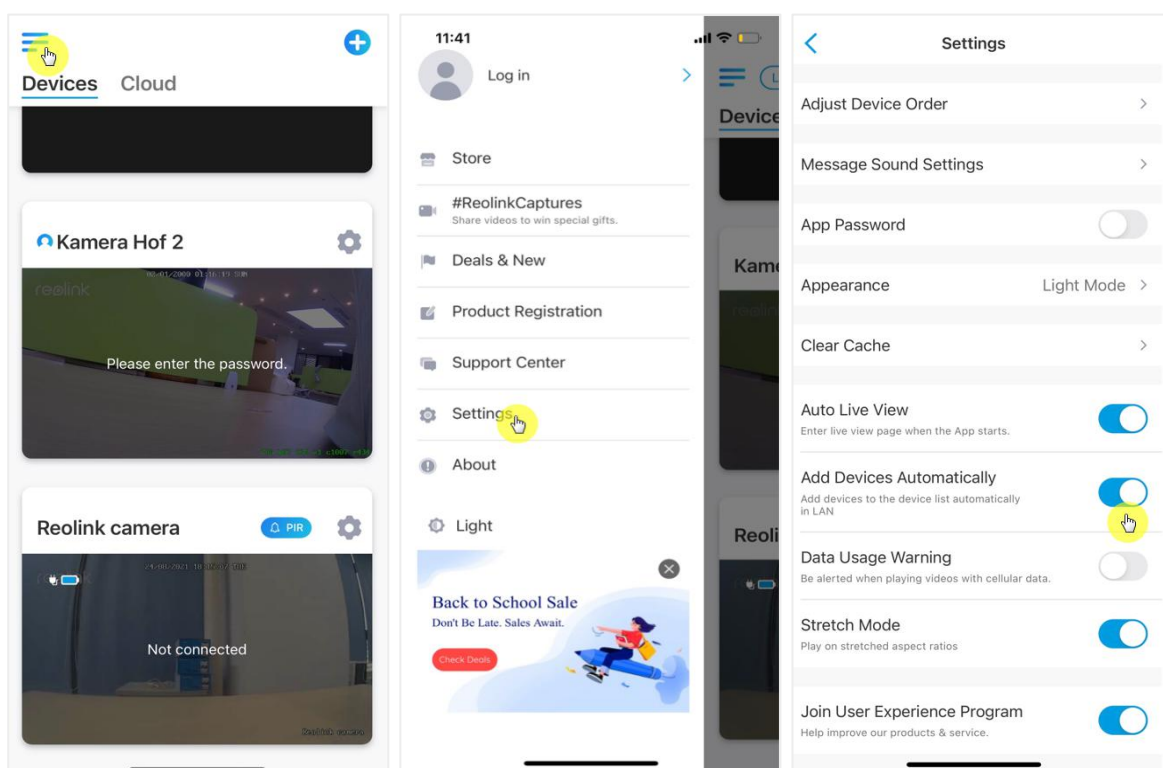 Devices Cloud
Kamera Hof 2
reolink
Please enter the password.
Reolink camera
PIR
Not connected
Reolink camera
11:41
Log in
Store
#ReolinkCaptures
Share videos to win special gifts.
Deals & New
Product Registration
Support Center
Settings
About
Light
Back to School Sale
Don't Be Late. Sales Await.
Check Deals
L
Device
Kame
Reoli
Settings
Adjust Device Order
Message Sound Settings
App Password
Appearance Light Mode
Clear Cache
Auto Live View
Enter live view page when the App starts.
Add Devices Automatically
Add devices to the device list automatically
in LAN
Data Usage Warning
Be alerted when playing videos with cellular data.
Stretch Mode
Play on stretched aspect ratios
Join User Experience Program
Help improve our products & service.